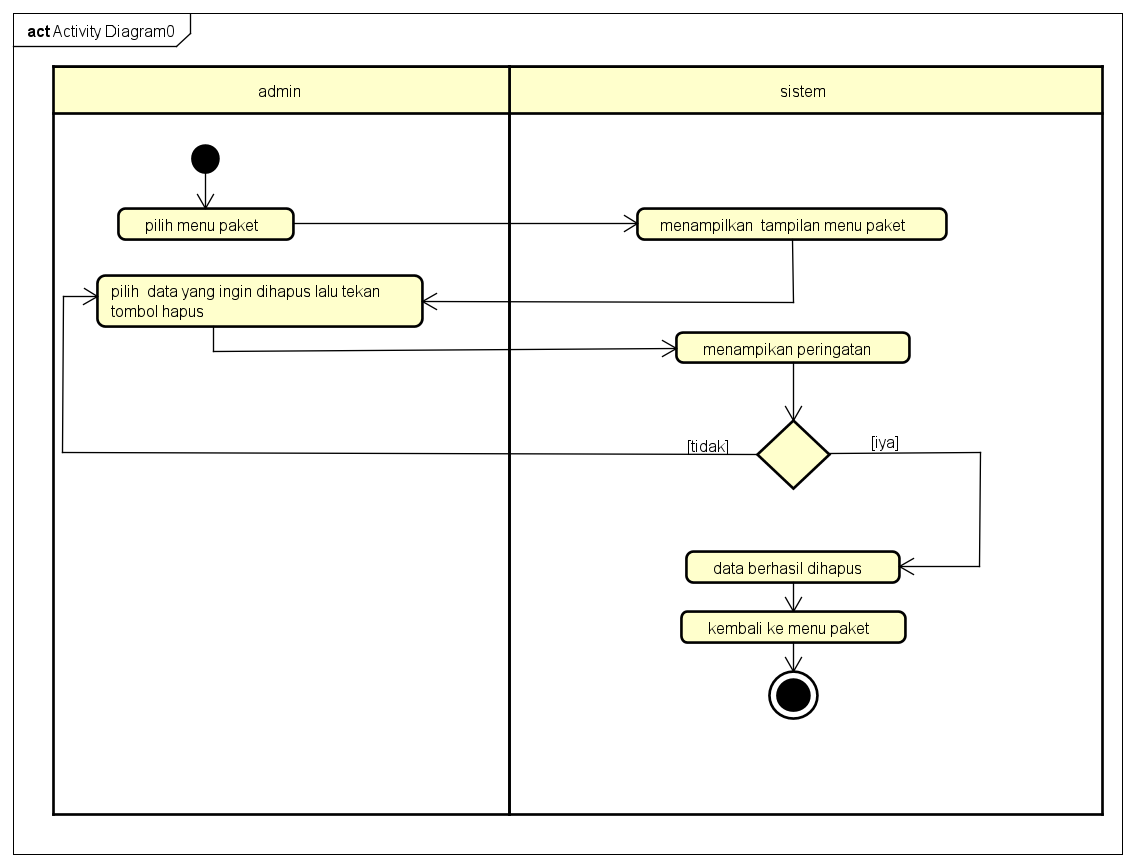 act Activity Diagram0
admin
sistem
pilih menu paket
menampilkan tampilan menu paket
pilih data yang ingin dihapus lalu tekan
tombol hapus
menampikan peringatan
[tidak]
[iya]
data berhasil dihapus
kembali ke menu paket